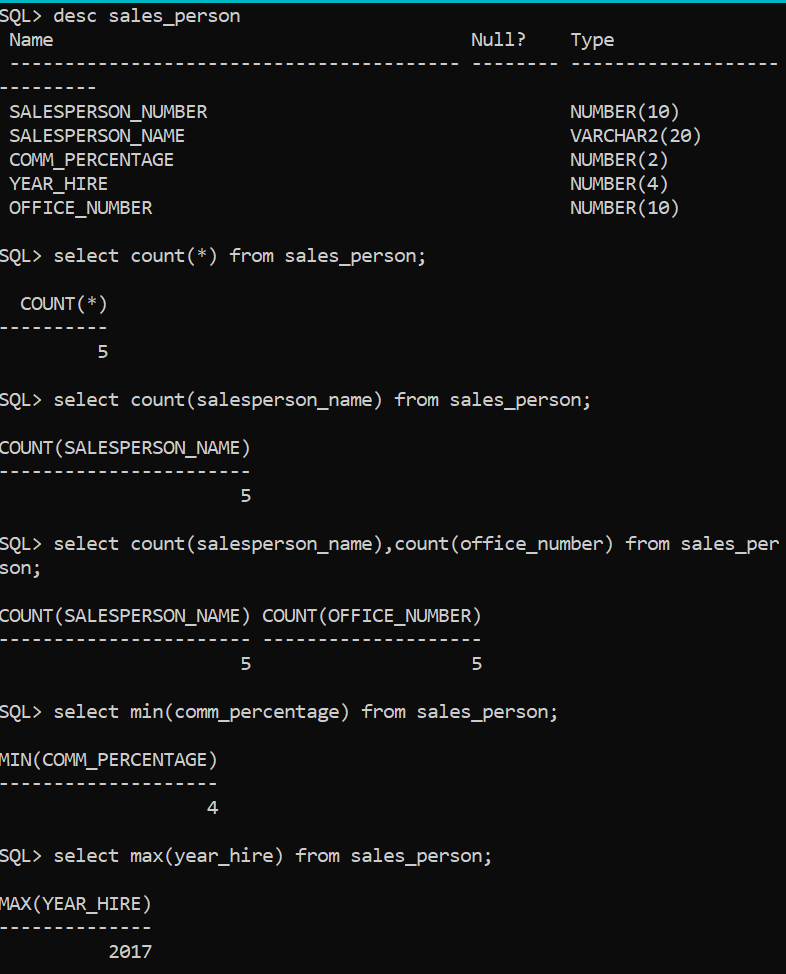 SQL> desc sales_person
 Name                                      Null?    Type
 ----------------------------------------- -------- -------------------
---------
 SALESPERSON_NUMBER                                 NUMBER(10)
 SALESPERSON_NAME                                   VARCHAR2(20)
 COMM_PERCENTAGE                                    NUMBER(2)
 YEAR_HIRE                                          NUMBER(4)
 OFFICE_NUMBER                                      NUMBER(10)
SQL> select count(*) from sales_person;
  COUNT(*)
----------
         5
SQL> select count(salesperson_name) from sales_person;
COUNT(SALESPERSON_NAME)
-----------------------
                      5
SQL> select count(salesperson_name),count(office_number) from sales_per
son;
COUNT(SALESPERSON_NAME) COUNT(OFFICE_NUMBER)
----------------------- --------------------
                      5                    5
SQL> select min(comm_percentage) from sales_person;
MIN(COMM_PERCENTAGE)
--------------------
                   4
SQL> select max(year_hire) from sales_person;
MAX(YEAR_HIRE)
--------------
          2017